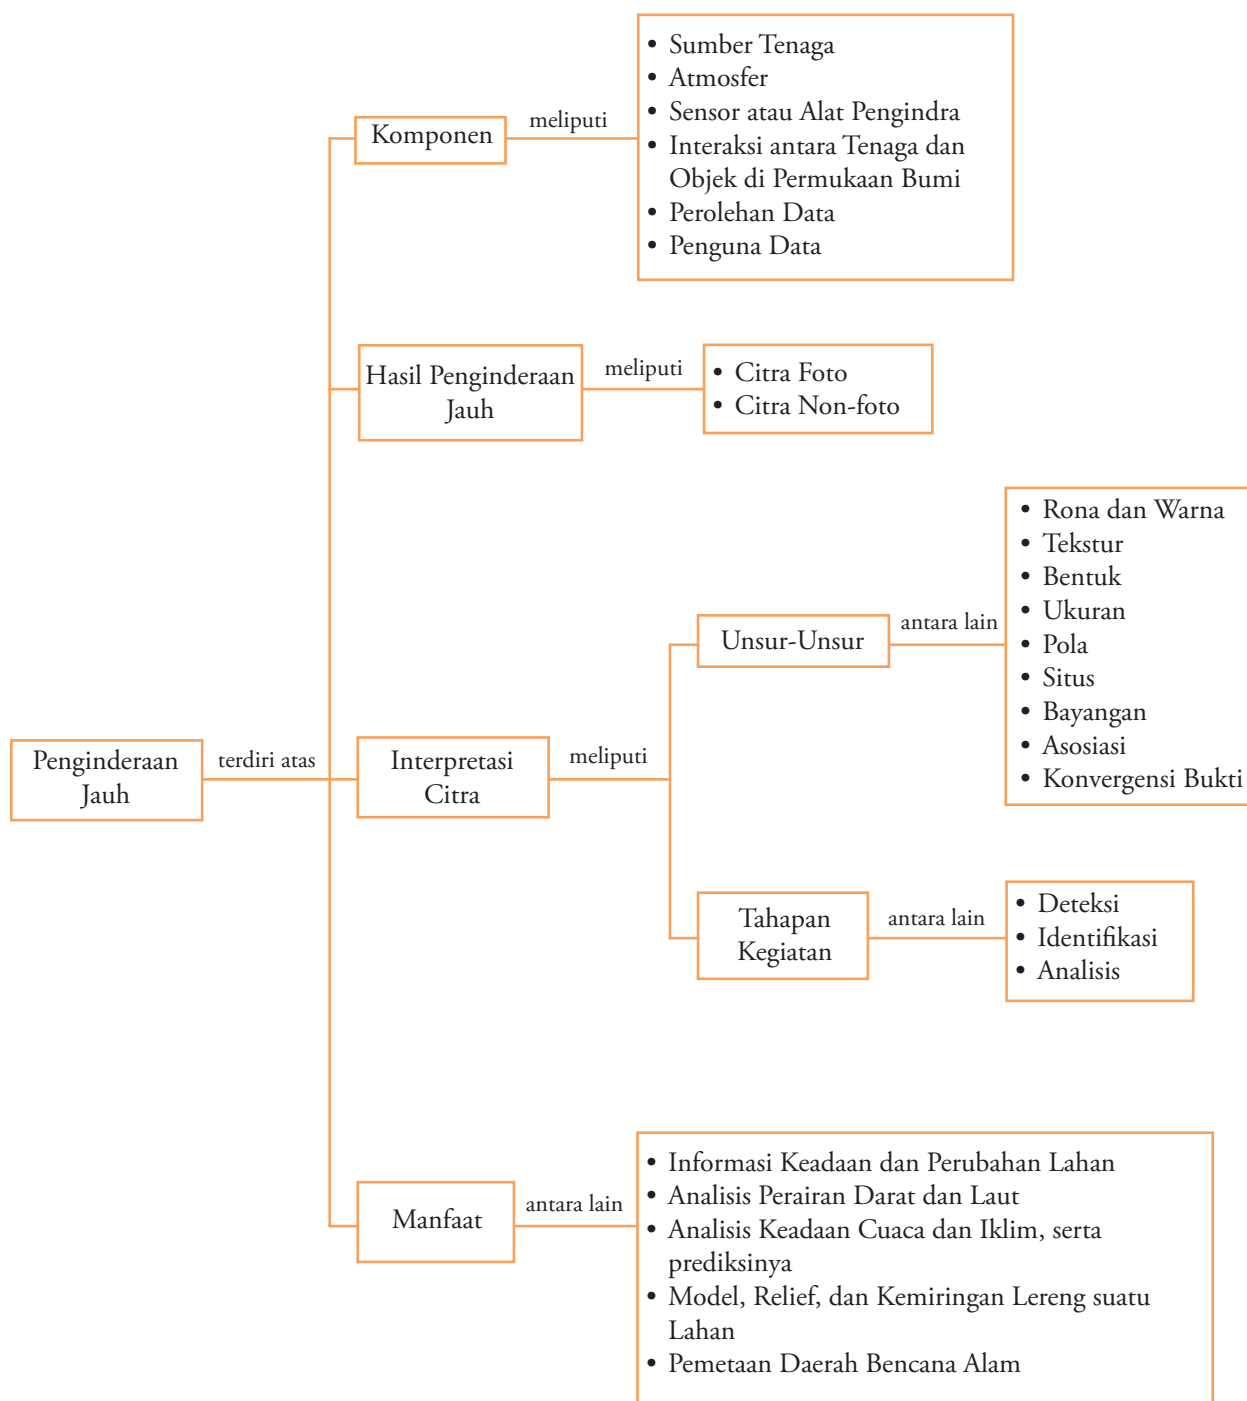 Penginderaan
Jauh
terdiri atas
Komponen
meliputi
• Sumber Tenaga
• Atmosfer
• Sensor atau Alat Pengindra
• Interaksi antara Tenaga dan
Objek di Permukaan Bumi
• Perolehan Data
• Penguna Data
Hasil Penginderaan
Jauh
meliputi
• Citra Foto
• Citra Non-foto
Interpretasi
Citra
meliputi
Unsur-Unsur
antara lain
• Rona dan Warna
• Tekstur
• Bentuk
• Ukuran
• Pola
• Situs
• Bayangan
• Asosiasi
• Konvergensi Bukti
Tahapan
Kegiatan
antara lain
• Deteksi
• Identifikasi
• Analisis
Manfaat
antara lain
• Informasi Keadaan dan Perubahan Lahan
• Analisis Perairan Darat dan Laut
• Analisis Keadaan Cuaca dan Iklim, serta
prediksinya
• Model, Relief, dan Kemiringan Lereng suatu
Lahan
• Pemetaan Daerah Bencana Alam